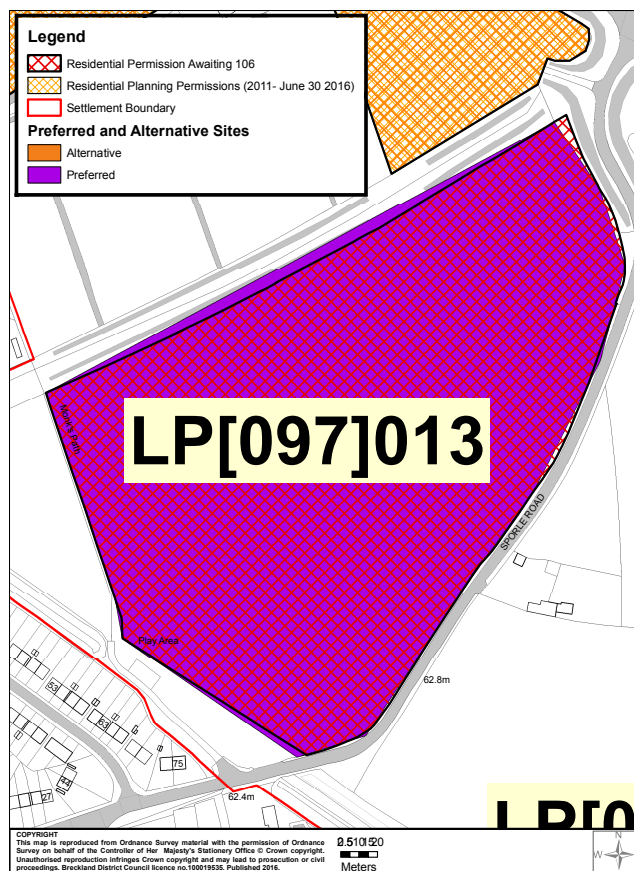 Legend
Residential Permission Awaiting 106
Residential Planning Permissions (2011- June 30 2016)
Settlement Boundary
Preferred and Alternative Sites
Alternative
Preferred
Monk's Path
LP[097]013
SPORLE ROAD
Play Area
62.8m
53
63
75
44
27
62.4m
LP[0
COPYRIGHT
This map is reproduced from Ordnance Survey material with the permission of Ordnance
Survey on behalf of the Controller of Her Majesty's Stationery Office © Crown copyright.
Unauthorised reproduction infringes Crown copyright and may lead to prosecution or civil
proceedings. Breckland District Council licence no.100019535. Published 2016.
Meters
N
W